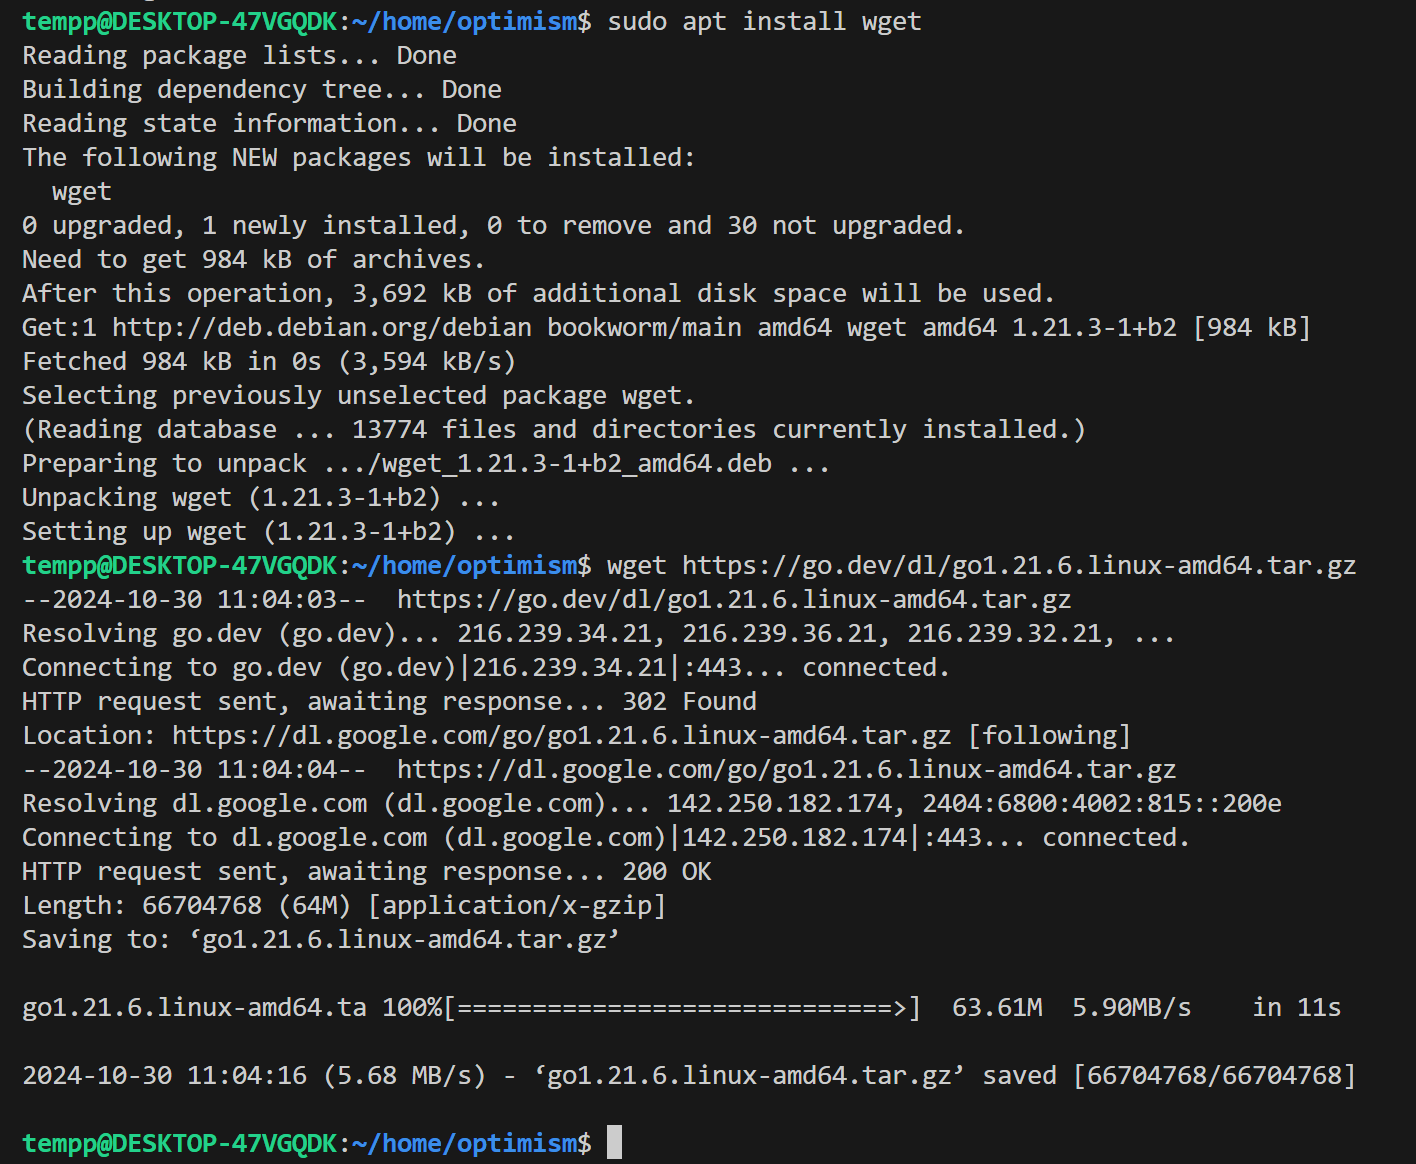 tempp@DESKTOP-47VGQDK:~/home/optimism$ sudo apt install wget
Reading package lists... Done
Building dependency tree... Done
Reading state information... Done
The following NEW packages will be installed:
  wget
0 upgraded, 1 newly installed, 0 to remove and 30 not upgraded.
Need to get 984 kB of archives.
After this operation, 3,692 kB of additional disk space will be used.
Get:1 http://deb.debian.org/debian bookworm/main amd64 wget amd64 1.21.3-1+b2 [984 kB]
Fetched 984 kB in 0s (3,594 kB/s)
Selecting previously unselected package wget.
(Reading database ... 13774 files and directories currently installed.)
Preparing to unpack .../wget_1.21.3-1+b2_amd64.deb ...
Unpacking wget (1.21.3-1+b2) ...
Setting up wget (1.21.3-1+b2) ...
tempp@DESKTOP-47VGQDK:~/home/optimism$ wget https://go.dev/dl/go1.21.6.linux-amd64.tar.gz
--2024-10-30 11:04:03--  https://go.dev/dl/go1.21.6.linux-amd64.tar.gz
Resolving go.dev (go.dev)... 216.239.34.21, 216.239.36.21, 216.239.32.21, ...
Connecting to go.dev (go.dev)|216.239.34.21|:443... connected.
HTTP request sent, awaiting response... 302 Found
Location: https://dl.google.com/go/go1.21.6.linux-amd64.tar.gz [following]
--2024-10-30 11:04:04--  https://dl.google.com/go/go1.21.6.linux-amd64.tar.gz
Resolving dl.google.com (dl.google.com)... 142.250.182.174, 2404:6800:4002:815::200e
Connecting to dl.google.com (dl.google.com)|142.250.182.174|:443... connected.
HTTP request sent, awaiting response... 200 OK
Length: 66704768 (64M) [application/x-gzip]
Saving to: ‘go1.21.6.linux-amd64.tar.gz’
go1.21.6.linux-amd64.ta 100%[=============================>]  63.61M  5.90MB/s    in 11s
2024-10-30 11:04:16 (5.68 MB/s) - ‘go1.21.6.linux-amd64.tar.gz’ saved [66704768/66704768]
tempp@DESKTOP-47VGQDK:~/home/optimism$